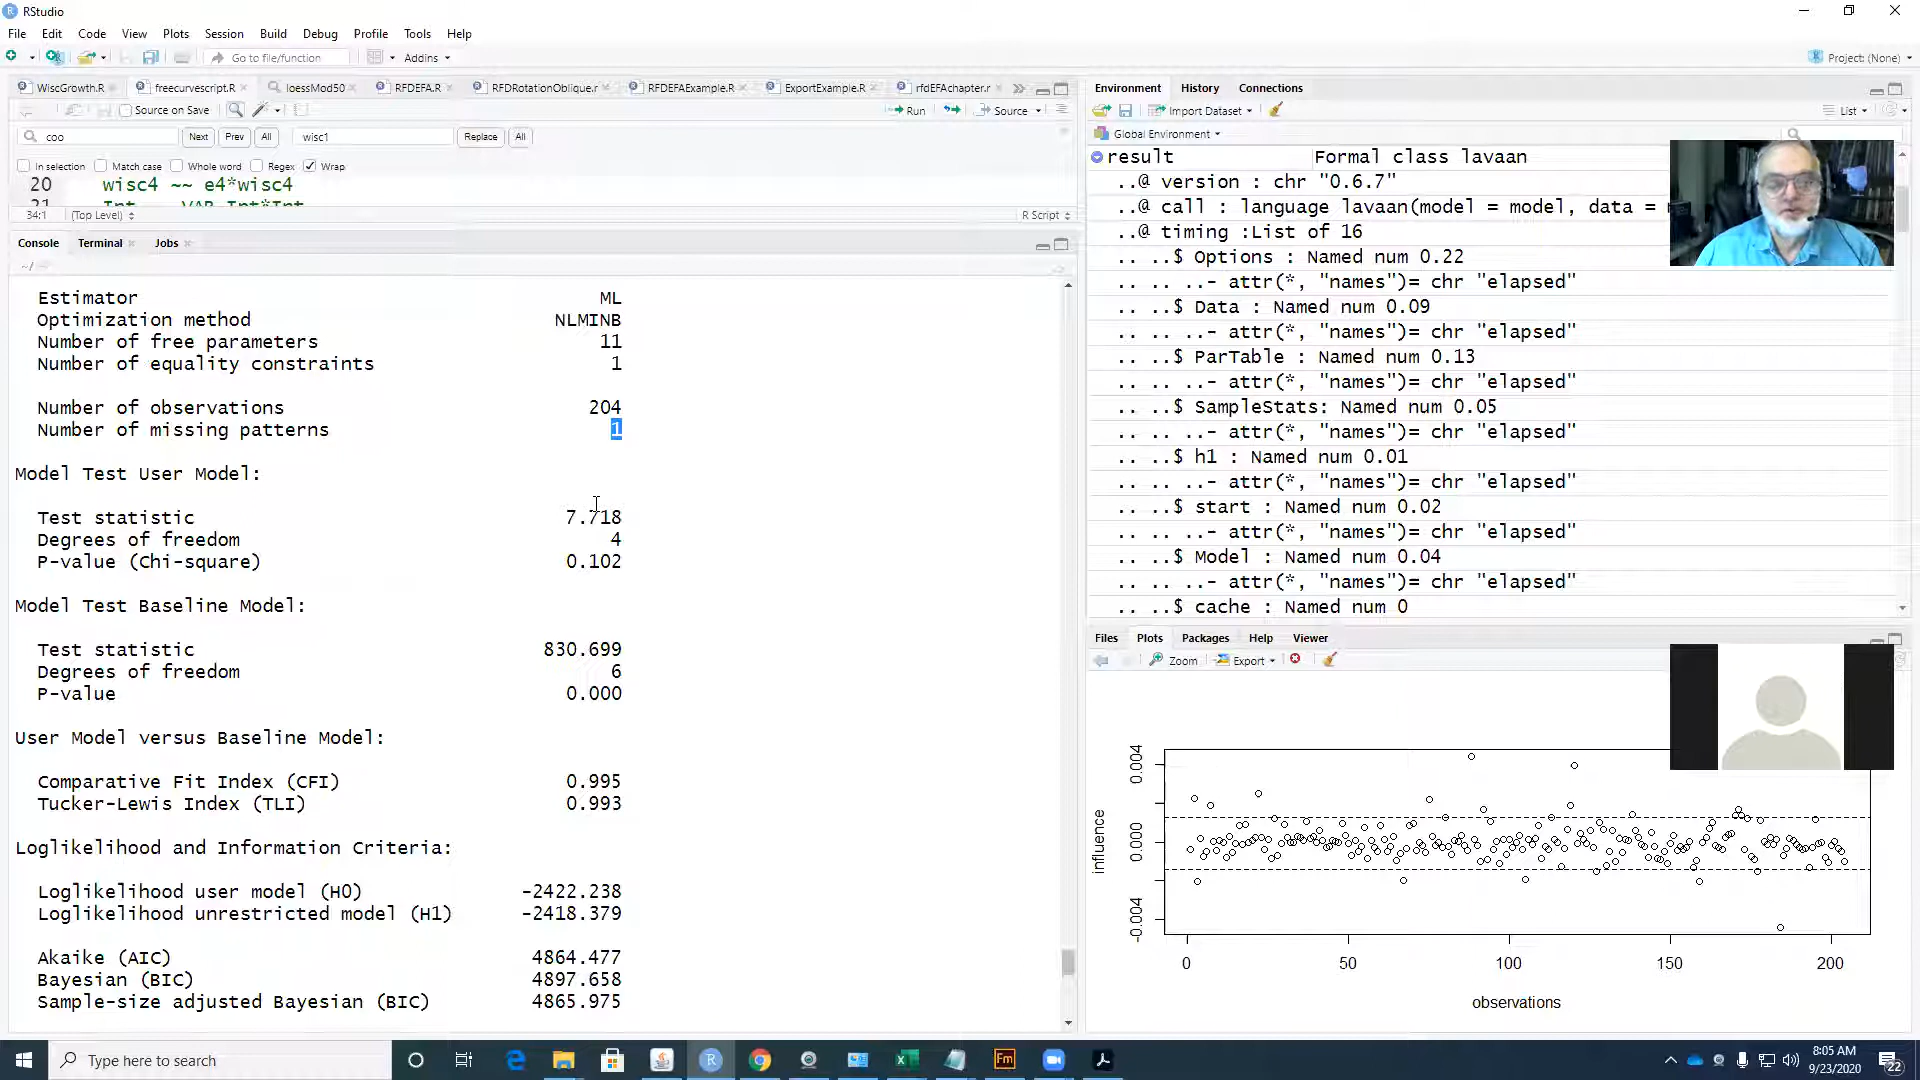 RStudio
File Edit Code View Plots Session Build Debug Profile Tools Help
Go to file/function Addins Project: (None)
WiscGrowth.R freecurvescript.R loessMod50 RFDEFA.R RFDRotationOblique.r RFDEFAExample.R ExportExample.R rfdEFAchapter.r
Source on Save Run Source
coo Next Prev All wisc1 Replace All
In selection Match case Whole word Regex Wrap
20 wisc4 ~~ e4*wisc4
21 Int VAR Int*Int
34:1 (Top Level) R Script
Console Terminal Jobs
~/
Estimator ML
Optimization method NLMINB
Number of free parameters 11
Number of equality constraints 1
Number of observations 204
Number of missing patterns 1
Model Test User Model:
Test statistic 7.718
Degrees of freedom 4
P-value (Chi-square) 0.102
Model Test Baseline Model:
Test statistic 830.699
Degrees of freedom 6
P-value 0.000
User Model versus Baseline Model:
Comparative Fit Index (CFI) 0.995
Tucker-Lewis Index (TLI) 0.993
Loglikelihood and Information Criteria:
Loglikelihood user model (H0) -2422.238
Loglikelihood unrestricted model (H1) -2418.379
Akaike (AIC) 4864.477
Bayesian (BIC) 4897.658
Sample-size adjusted Bayesian (BIC) 4865.975
Environment History Connections
Import Dataset List
Global Environment
result Formal class lavaan
..@ version : chr "0.6.7"
..@ call : language lavaan(model = model, data =
..@ timing :List of 16
.. ..$ Options : Named num 0.22
.. .. ..- attr(*, "names")= chr "elapsed"
.. ..$ Data : Named num 0.09
.. .. ..- attr(*, "names")= chr "elapsed"
.. ..$ ParTable : Named num 0.13
.. .. ..- attr(*, "names")= chr "elapsed"
.. ..$ SampleStats: Named num 0.05
.. .. ..- attr(*, "names")= chr "elapsed"
.. ..$ h1 : Named num 0.01
.. .. ..- attr(*, "names")= chr "elapsed"
.. ..$ start : Named num 0.02
.. .. ..- attr(*, "names")= chr "elapsed"
.. ..$ Model : Named num 0.04
.. .. ..- attr(*, "names")= chr "elapsed"
.. ..$ cache : Named num 0
Files Plots Packages Help Viewer
Zoom Export
influence
0.004
0.000
-0.004
0 50 100 150 200
observations
Type here to search
8:05 AM
9/23/2020
22